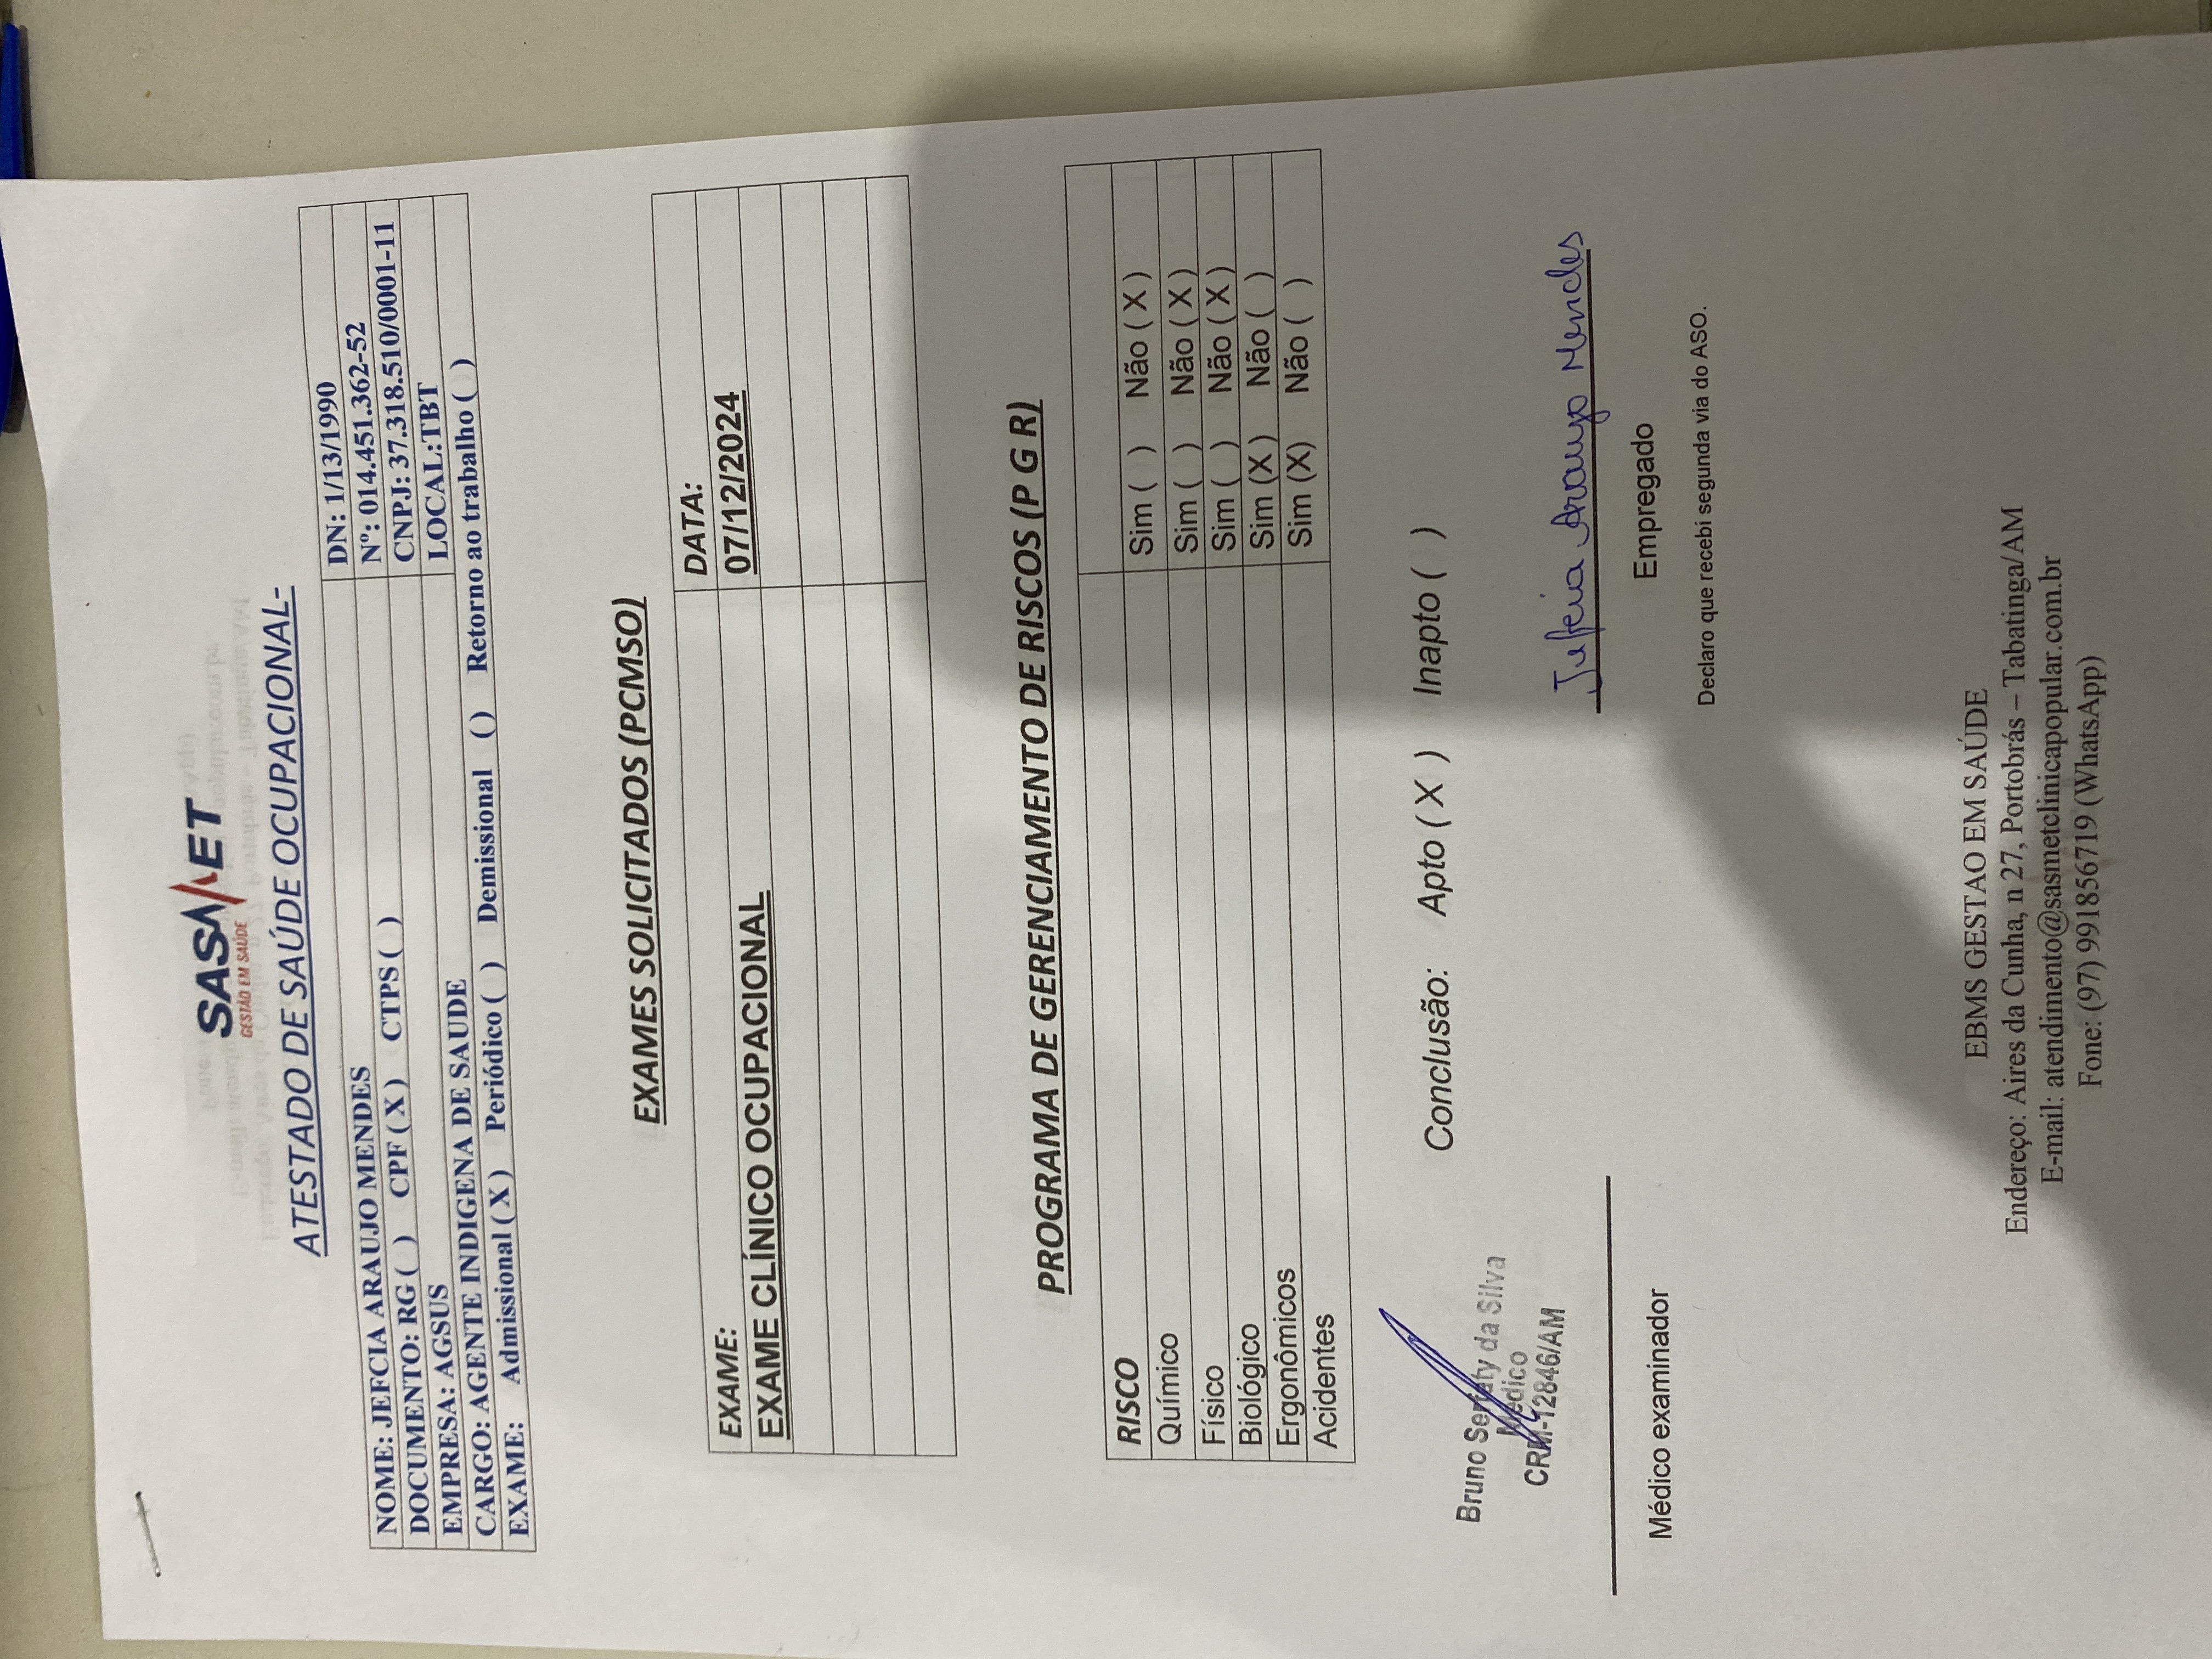 SASMET
GESTÃO EM SAÚDE
ATESTADO DE SAÚDE OCUPACIONAL-
NOME: JEFCIA ARAUJO MENDES DN: 1/13/1990
DOCUMENTO: RG ( ) CPF ( X ) CTPS ( ) Nº: 014.451.362-52
EMPRESA: AGSUS CNPJ: 37.318.510/0001-11
CARGO: AGENTE INDIGENA DE SAUDE LOCAL:TBT
EXAME: Admissional ( X ) Periódico ( ) Demissional () Retorno ao trabalho ( )
EXAMES SOLICITADOS (PCMSO)
EXAME: DATA:
EXAME CLÍNICO OCUPACIONAL 07/12/2024
PROGRAMA DE GERENCIAMENTO DE RISCOS (P G R)
RISCO
Químico Sim ( ) Não ( X )
Físico Sim ( ) Não ( X )
Biológico Sim ( ) Não ( X )
Ergonômicos Sim (X ) Não ( )
Acidentes Sim (X) Não ( )
Conclusão: Apto ( X ) Inapto ( )
Bruno Serfaty da Silva
Médico
CRM-12846/AM
Jefcia Araujo Mendes
Médico examinador
Empregado
Declaro que recebi segunda via do ASO.
EBMS GESTAO EM SAÚDE
Endereço: Aires da Cunha, n 27, Portobrás – Tabatinga/AM
E-mail: atendimento@sasmetclinicapopular.com.br
Fone: (97) 991856719 (WhatsApp)